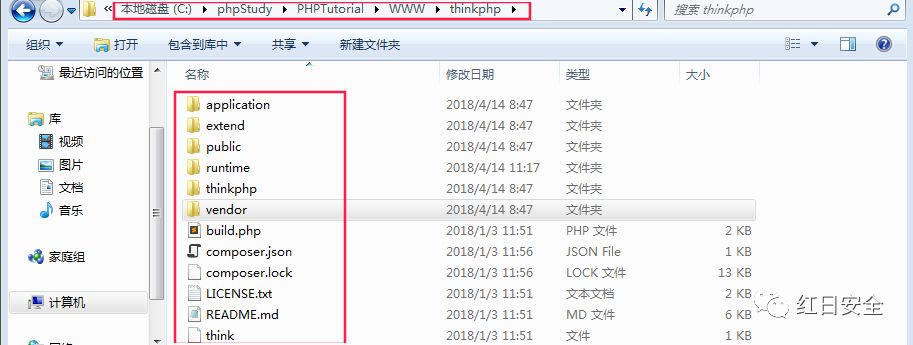 « 本地磁盘 (C:) ▸ phpStudy ▸ PHPTutorial ▸ WWW ▸ thinkphp ▸ 搜索 thinkphp
组织 打开 包含到库中 共享 新建文件夹
最近访问的位置 名称 修改日期 类型 大小
application 2018/4/14 8:47 文件夹
库 extend 2018/4/14 8:47 文件夹
视频 public 2018/4/14 8:47 文件夹
图片 runtime 2018/4/14 11:17 文件夹
文档 thinkphp 2018/4/14 8:47 文件夹
音乐 vendor 2018/4/14 8:47 文件夹
build.php 2018/1/3 11:51 PHP 文件 2 KB
家庭组 composer.json 2018/1/3 11:56 JSON File 1 KB
composer.lock 2018/1/3 11:56 LOCK 文件 13 KB
计算机 LICENSE.txt 2018/1/3 11:51 文本文档 2 KB
README.md 2018/1/3 11:51 MD 文件 6 KB
think 2018/1/3 11:51 文件 1 KB
红日安全